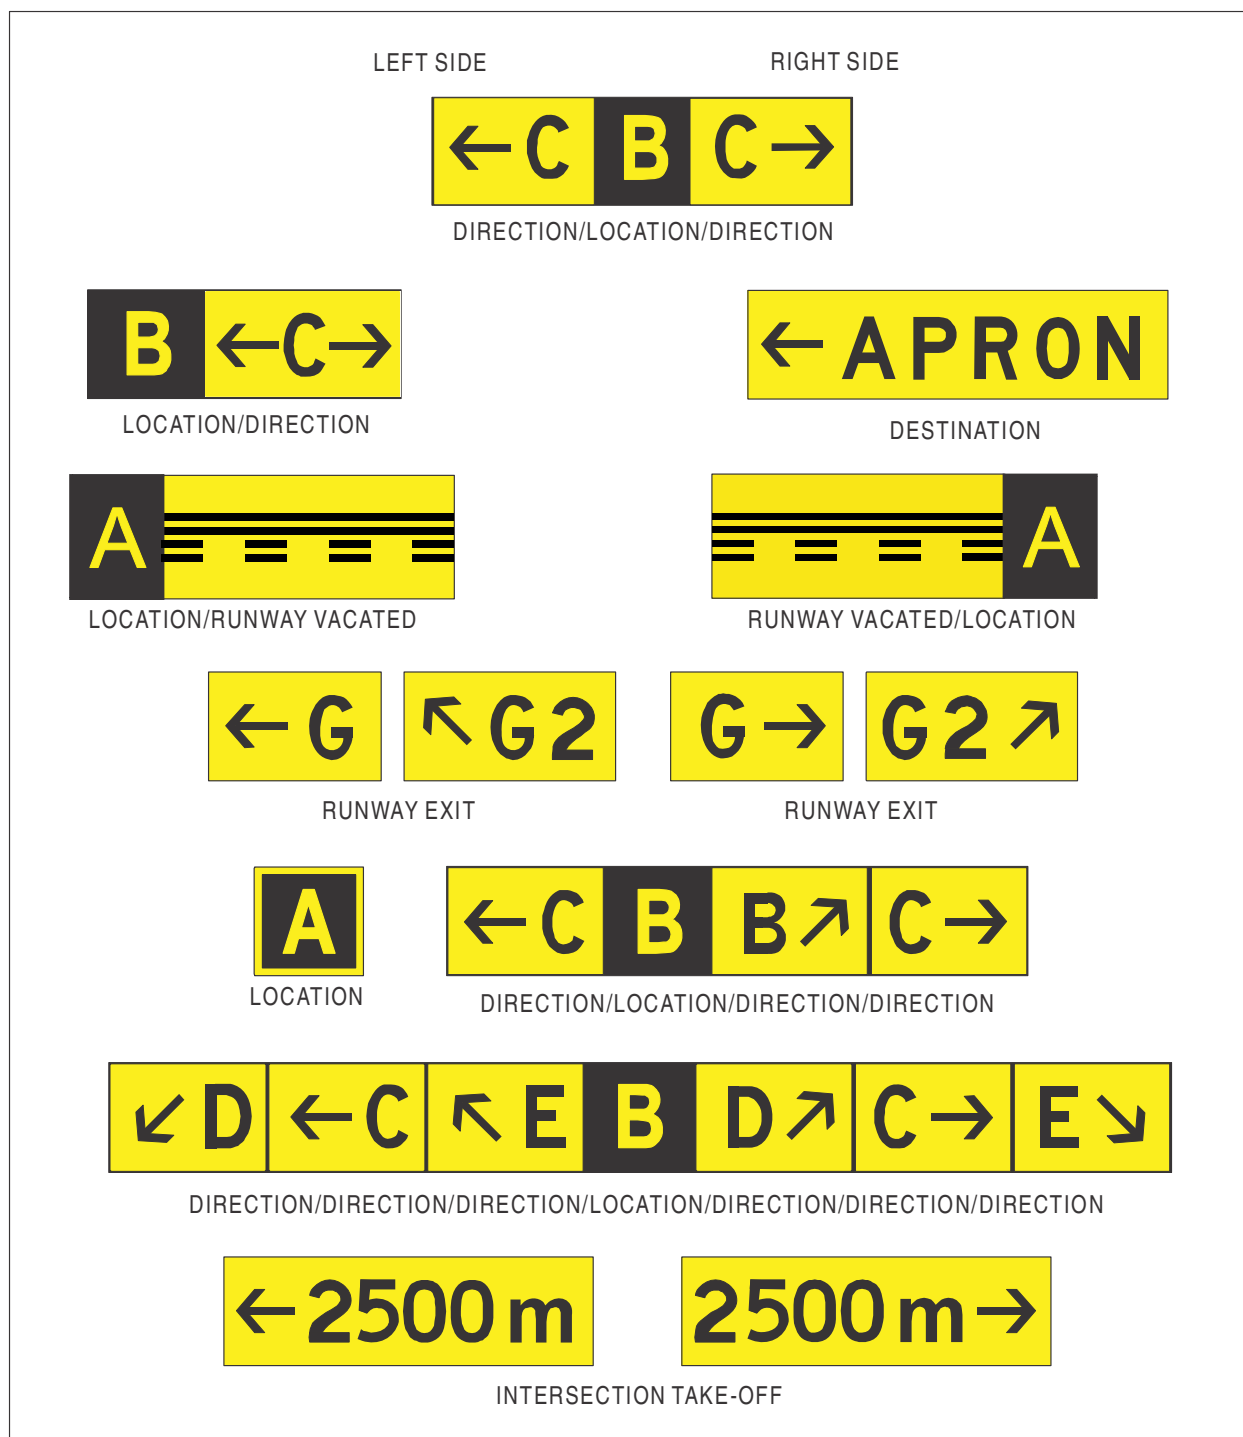 LEFT SIDE RIGHT SIDE
←C B C→
DIRECTION/LOCATION/DIRECTION
B ←C→ ← APRON
LOCATION/DIRECTION DESTINATION
A A
LOCATION/RUNWAY VACATED RUNWAY VACATED/LOCATION
←G ↖G2 G→ G2↗
RUNWAY EXIT RUNWAY EXIT
A ←C B B↗ C→
LOCATION DIRECTION/LOCATION/DIRECTION/DIRECTION
↙D ←C ↖E B D↗ C→ E↘
DIRECTION/DIRECTION/DIRECTION/LOCATION/DIRECTION/DIRECTION/DIRECTION
←2500m 2500m→
INTERSECTION TAKE-OFF